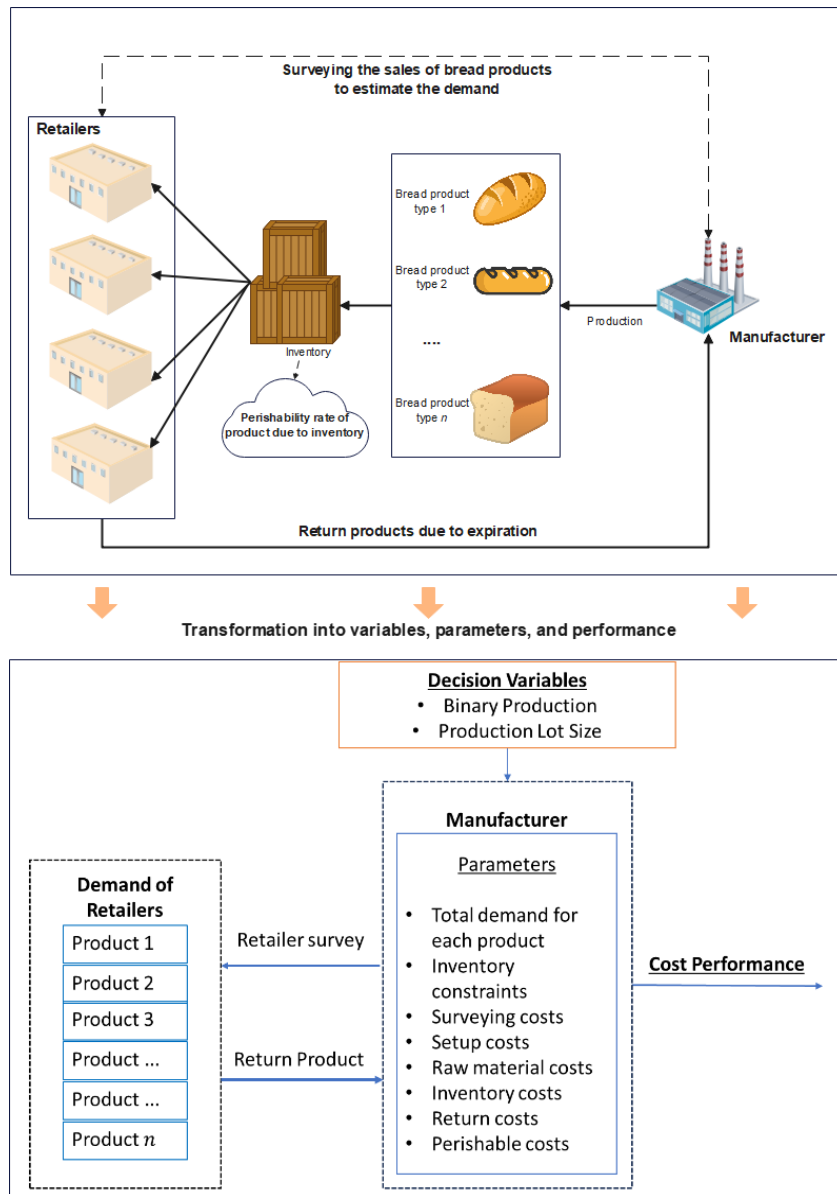 Surveying the sales of bread products
to estimate the demand
Retailers
Bread product
type 1
Bread product
type 2
....
Bread product
type n
Production
Manufacturer
Inventory
Perishability rate of
product due to inventory
Return products due to expiration
Transformation into variables, parameters, and performance
Decision Variables
• Binary Production
• Production Lot Size
Manufacturer
Parameters
• Total demand for
each product
• Inventory
constraints
• Surveying costs
• Setup costs
• Raw material costs
• Inventory costs
• Return costs
• Perishable costs
Demand of
Retailers
Product 1
Product 2
Product 3
Product ...
Product ...
Product n
Retailer survey
Return Product
Cost Performance